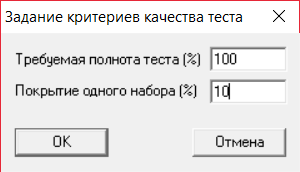 Задание критериев качества теста
Требуемая полнота теста (%) 100
Покрытие одного набора (%) 10
OK Отмена